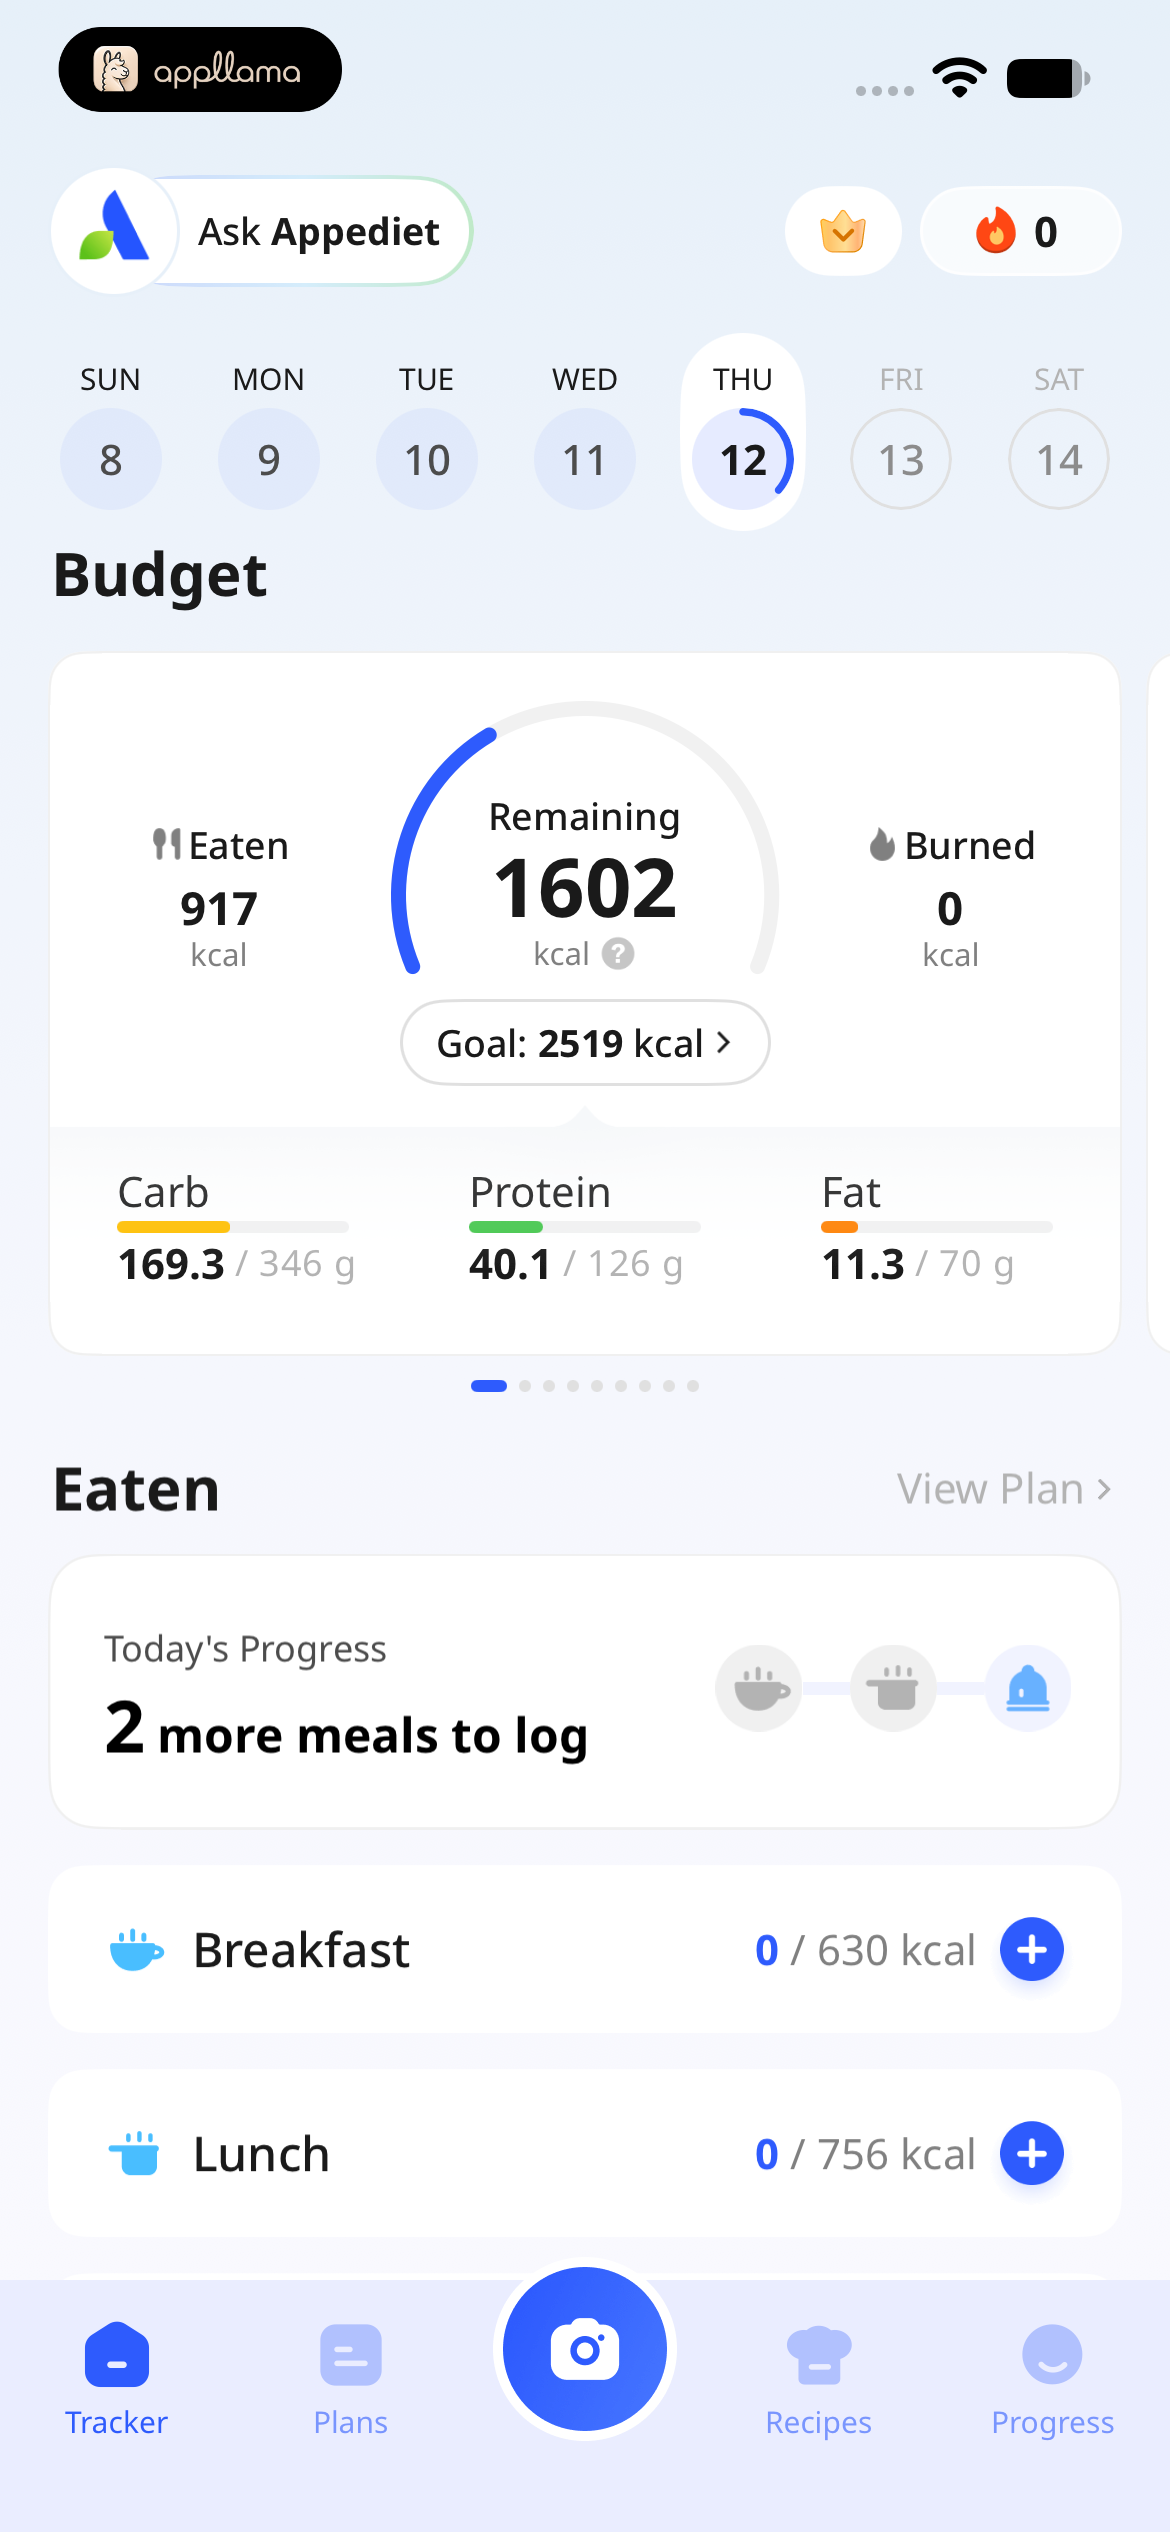 appllama
Ask Appediet
0
SUN MON TUE WED THU FRI SAT
8 9 10 11 12 13 14
Budget
Remaining
Eaten
1602
Burned
917
0
kcal
kcal ?
kcal
Goal: 2519 kcal >
Carb Protein Fat
169.3 / 346 g 40.1 / 126 g 11.3 / 70 g
Eaten View Plan >
Today's Progress
2 more meals to log
Breakfast 0 / 630 kcal
Lunch 0 / 756 kcal
Tracker Plans Recipes Progress